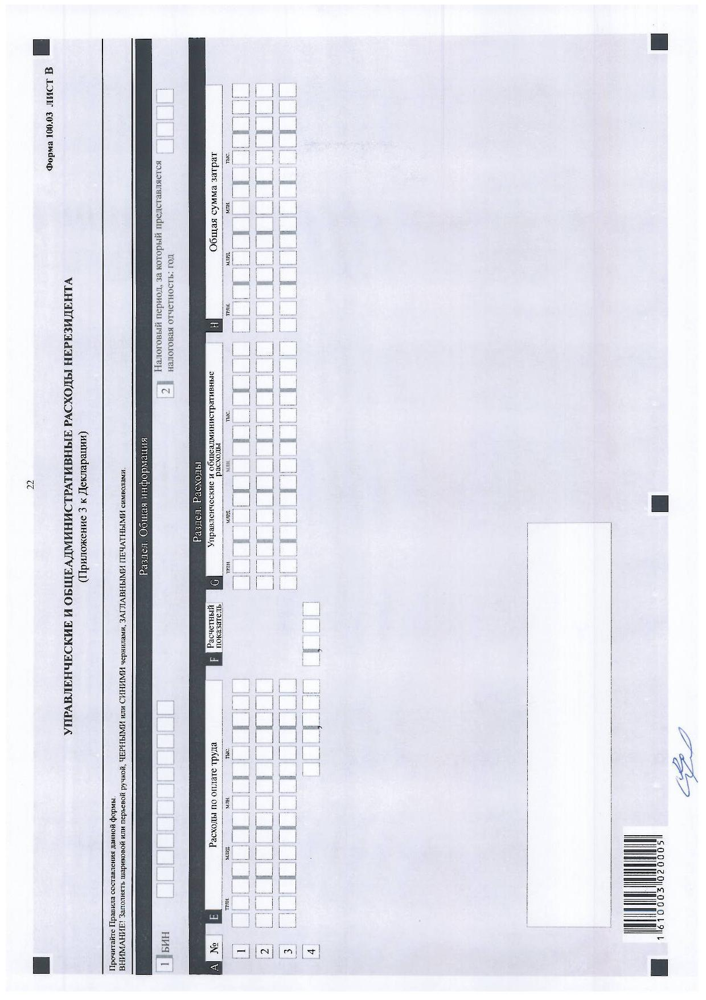 22
Форма 100.03 ЛИСТ В
УПРАВЛЕНЧЕСКИЕ И ОБЩЕАДМИНИСТРАТИВНЫЕ РАСХОДЫ НЕРЕЗИДЕНТА
(Приложение 3 к Декларации)
Прочитайте Правила составления данной формы.
ВНИМАНИЕ! Заполнять шариковой или перьевой ручкой, ЧЕРНЫМИ или СИНИМИ чернилами, ЗАГЛАВНЫМИ ПЕЧАТНЫМИ символами.
Раздел. Общая информация
1 БИН
2 Налоговый период, за который представляется
налоговая отчетность: год
Раздел. Расходы
A №
E Расходы по оплате труда
F Расчетный
показатель
G Управленческие и общеадминистративные
расходы
H Общая сумма затрат
трлн. млрд. млн. тыс. трлн. млрд. млн. тыс. трлн. млрд. млн. тыс.
1
2
3
4 , ,
1 610003 020005